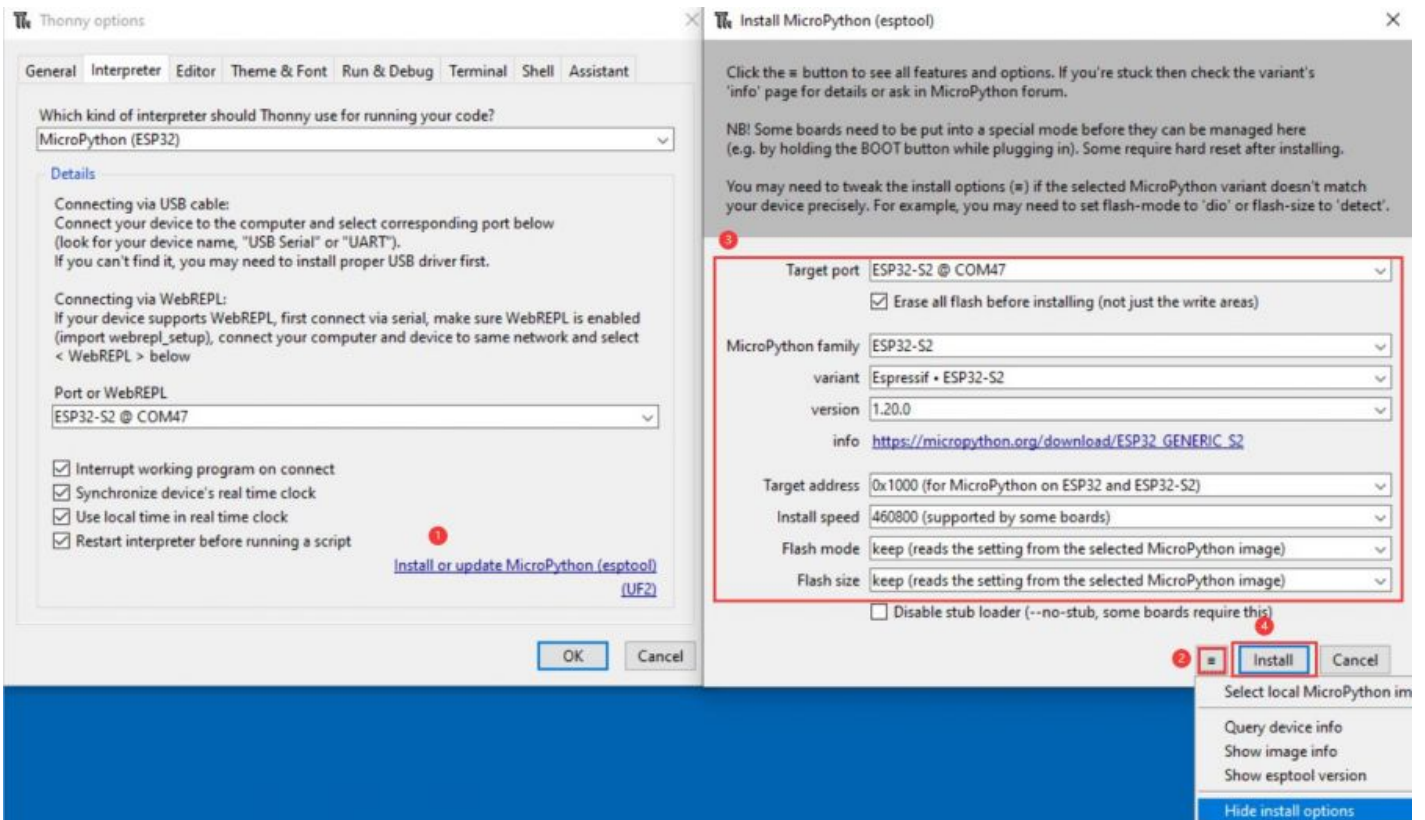 Thonny options
General Interpreter Editor Theme & Font Run & Debug Terminal Shell Assistant
Which kind of interpreter should Thonny use for running your code?
MicroPython (ESP32)
Details
Connecting via USB cable:
Connect your device to the computer and select corresponding port below
(look for your device name, "USB Serial" or "UART").
If you can't find it, you may need to install proper USB driver first.
Connecting via WebREPL:
If your device supports WebREPL, first connect via serial, make sure WebREPL is enabled
(import webrepl_setup), connect your computer and device to same network and select
< WebREPL > below
Port or WebREPL
ESP32-S2 @ COM47
Interrupt working program on connect
Synchronize device's real time clock
Use local time in real time clock
Restart interpreter before running a script
1
Install or update MicroPython (esptool)
(UF2)
OK Cancel
Install MicroPython (esptool)
Click the ≡ button to see all features and options. If you're stuck then check the variant's
'info' page for details or ask in MicroPython forum.
NB! Some boards need to be put into a special mode before they can be managed here
(e.g. by holding the BOOT button while plugging in). Some require hard reset after installing.
You may need to tweak the install options (≡) if the selected MicroPython variant doesn't match
your device precisely. For example, you may need to set flash-mode to 'dio' or flash-size to 'detect'.
3
Target port ESP32-S2 @ COM47
Erase all flash before installing (not just the write areas)
MicroPython family ESP32-S2
variant Espressif • ESP32-S2
version 1.20.0
info https://micropython.org/download/ESP32_GENERIC_S2
Target address 0x1000 (for MicroPython on ESP32 and ESP32-S2)
Install speed 460800 (supported by some boards)
Flash mode keep (reads the setting from the selected MicroPython image)
Flash size keep (reads the setting from the selected MicroPython image)
Disable stub loader (--no-stub, some boards require this)
4
2 ≡ Install Cancel
Select local MicroPython im
Query device info
Show image info
Show esptool version
Hide install options